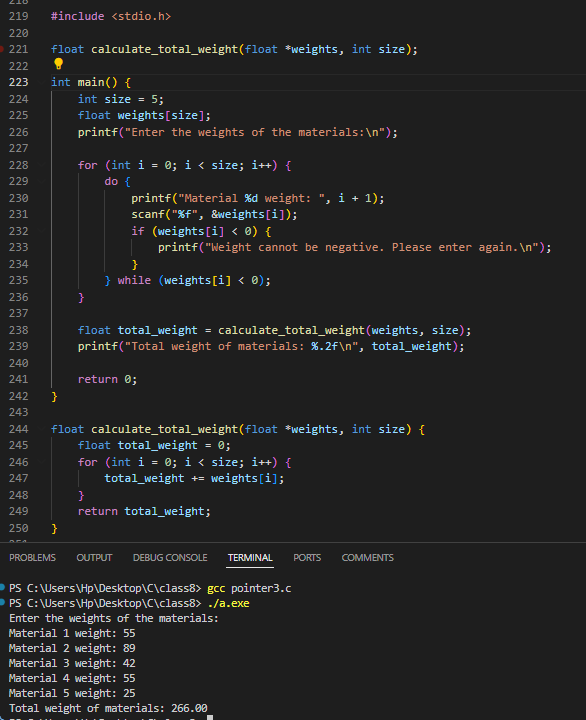 218
219 #include <stdio.h>
220
221 float calculate_total_weight(float *weights, int size);
222
223 int main() {
224     int size = 5;
225     float weights[size];
226     printf("Enter the weights of the materials:\n");
227
228     for (int i = 0; i < size; i++) {
229         do {
230             printf("Material %d weight: ", i + 1);
231             scanf("%f", &weights[i]);
232             if (weights[i] < 0) {
233                 printf("Weight cannot be negative. Please enter again.\n");
234             }
235         } while (weights[i] < 0);
236     }
237
238     float total_weight = calculate_total_weight(weights, size);
239     printf("Total weight of materials: %.2f\n", total_weight);
240
241     return 0;
242 }
243
244 float calculate_total_weight(float *weights, int size) {
245     float total_weight = 0;
246     for (int i = 0; i < size; i++) {
247         total_weight += weights[i];
248     }
249     return total_weight;
250 }
PROBLEMS OUTPUT DEBUG CONSOLE TERMINAL PORTS COMMENTS
PS C:\Users\Hp\Desktop\C\class8> gcc pointer3.c
PS C:\Users\Hp\Desktop\C\class8> ./a.exe
Enter the weights of the materials:
Material 1 weight: 55
Material 2 weight: 89
Material 3 weight: 42
Material 4 weight: 55
Material 5 weight: 25
Total weight of materials: 266.00